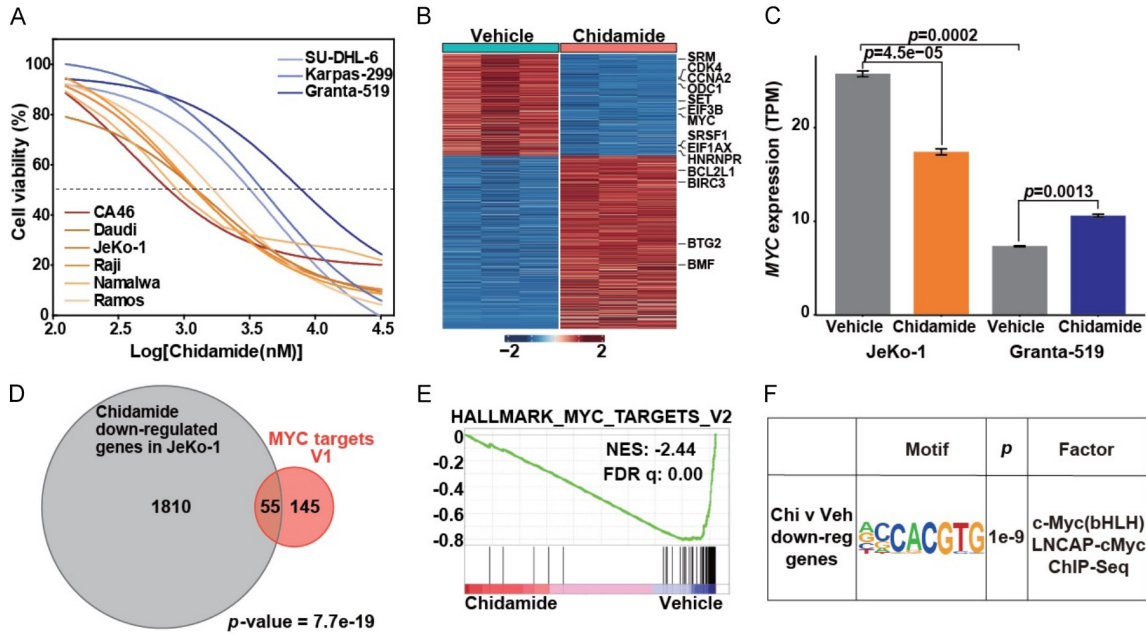 A
Cell viability (%)
100
80
60
40
20
0
2.0
2.5
3.0
3.5
4.0
4.5
Log[Chidamide(nM)]
SU-DHL-6
Karpas-299
Granta-519
CA46
Daudi
JeKo-1
Raji
Namalwa
Ramos
B
Vehicle
Chidamide
SRM
CDK4
CCNA2
ODC1
SET
EIF3B
MYC
SRSF1
EIF1AX
HNRNPR
BCL2L1
BIRC3
BTG2
BMF
−2
2
C
MYC expression (TPM)
20
10
0
p=0.0002
p=4.5e−05
p=0.0013
Vehicle
Chidamide
Vehicle
Chidamide
JeKo-1
Granta-519
D
Chidamide
down-regulated
genes in JeKo-1
MYC targets
V1
1810
55
145
p-value = 7.7e-19
E
HALLMARK_MYC_TARGETS_V2
0
-0.2
-0.4
-0.6
-0.8
NES: -2.44
FDR q: 0.00
Chidamide
Vehicle
F
Motif
p
Factor
Chi v Veh
down-reg
genes
CACGTG
1e-9
c-Myc(bHLH)
LNCAP-cMyc
ChIP-Seq